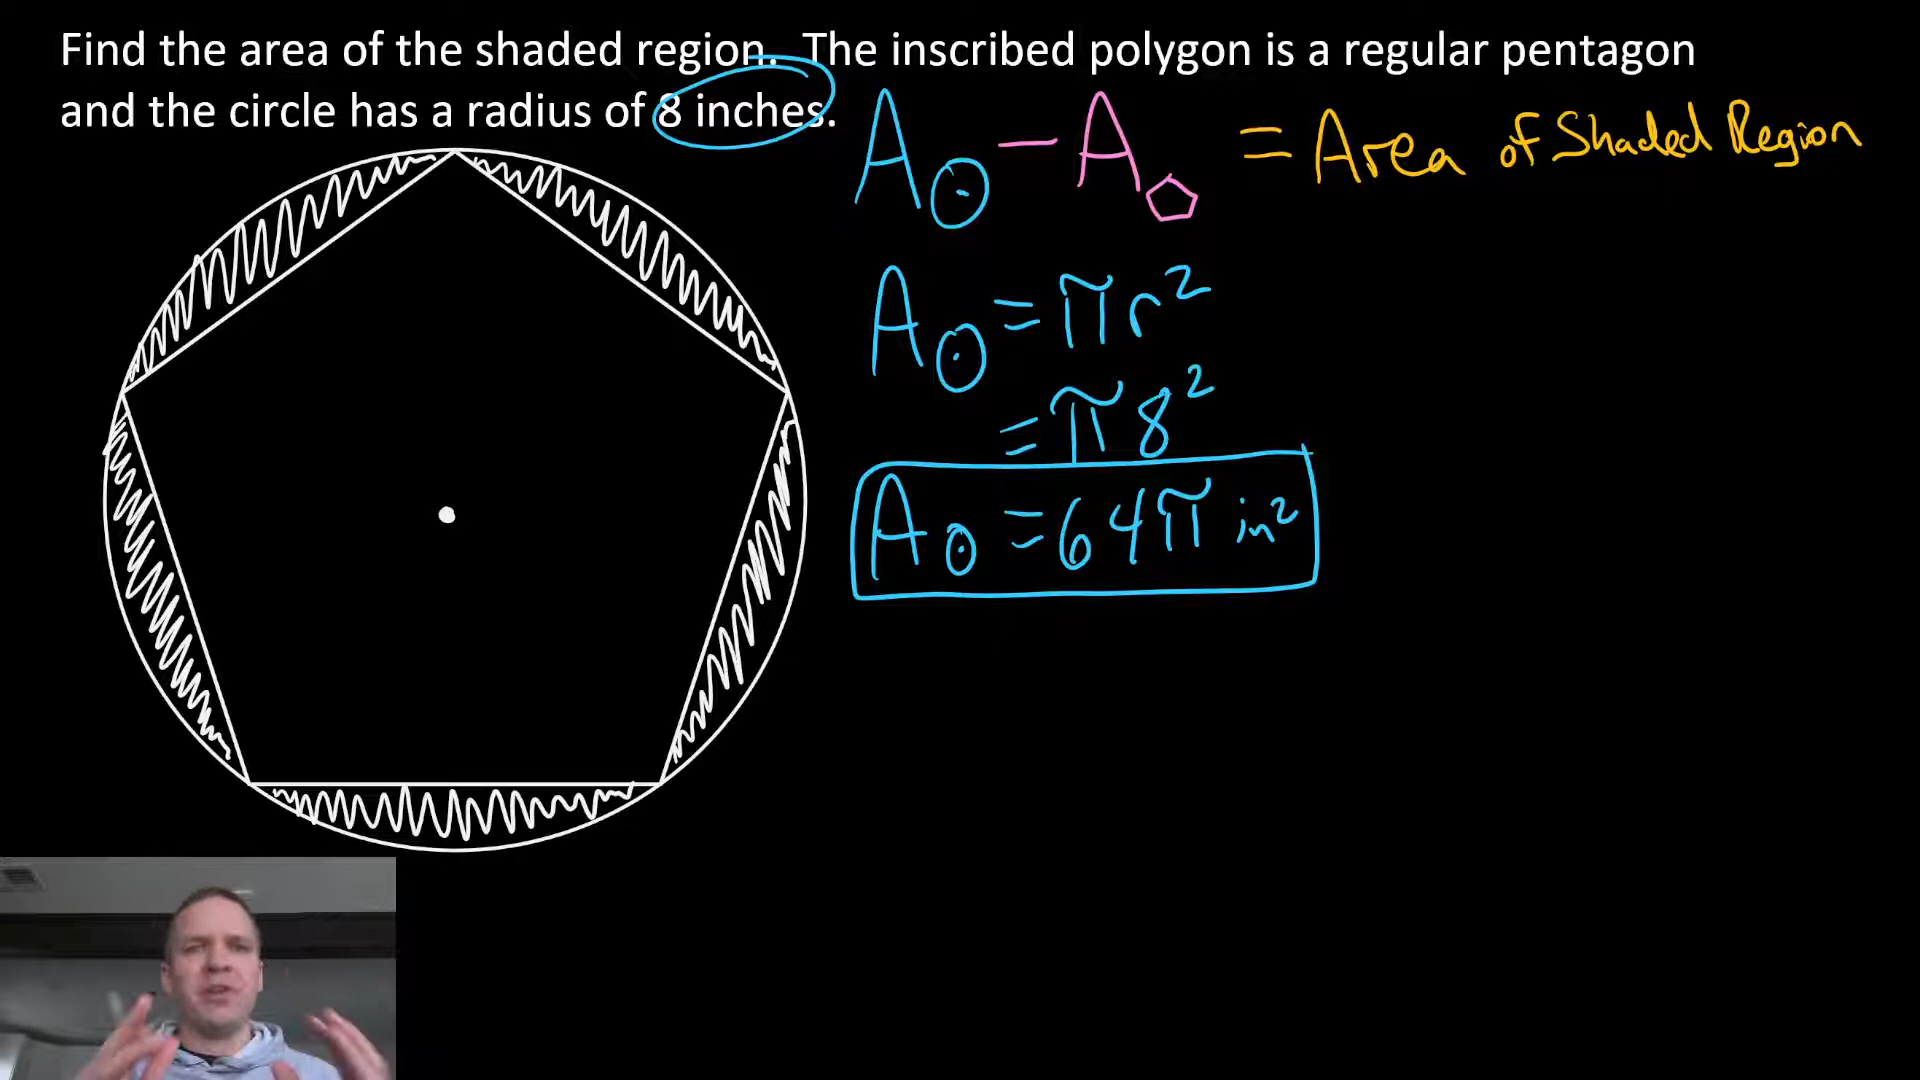 Find the area of the shaded region. The inscribed polygon is a regular pentagon
and the circle has a radius of 8 inches.
A⊙ − A⬠ = Area of Shaded Region
A⊙ = πr²
= π8²
A⊙ = 64π in²